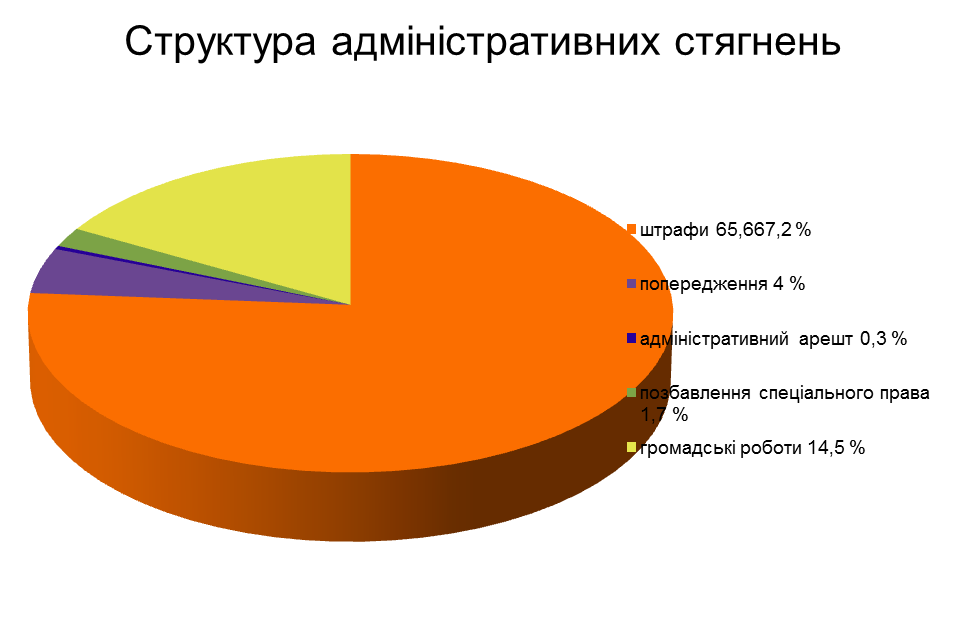 Структура адміністративних стягнень
штрафи 65,667,2 %
попередження 4 %
адміністративний арешт 0,3 %
позбавлення спеціального права
1,7 %
громадські роботи 14,5 %